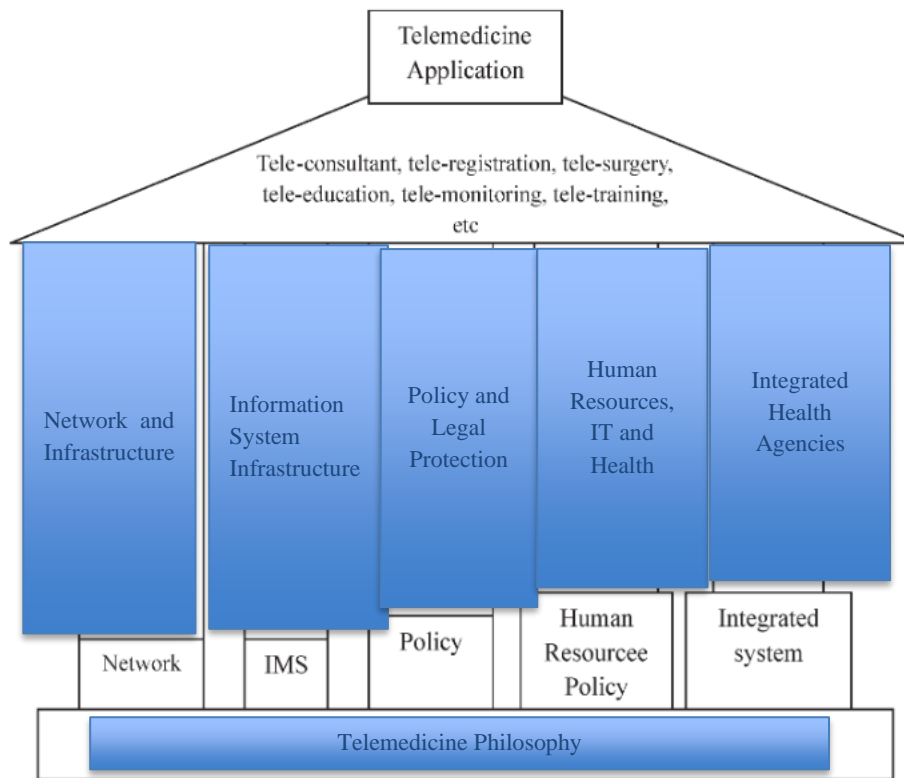 Telemedicine
Application
Tele-consultant, tele-registration, tele-surgery,
tele-education, tele-monitoring, tele-training,
etc
Network and
Infrastructure
Information
System
Infrastructure
Policy and
Legal
Protection
Human
Resources,
IT and
Health
Integrated
Health
Agencies
Network
IMS
Policy
Human
Resourcee
Policy
Integrated
system
Telemedicine Philosophy